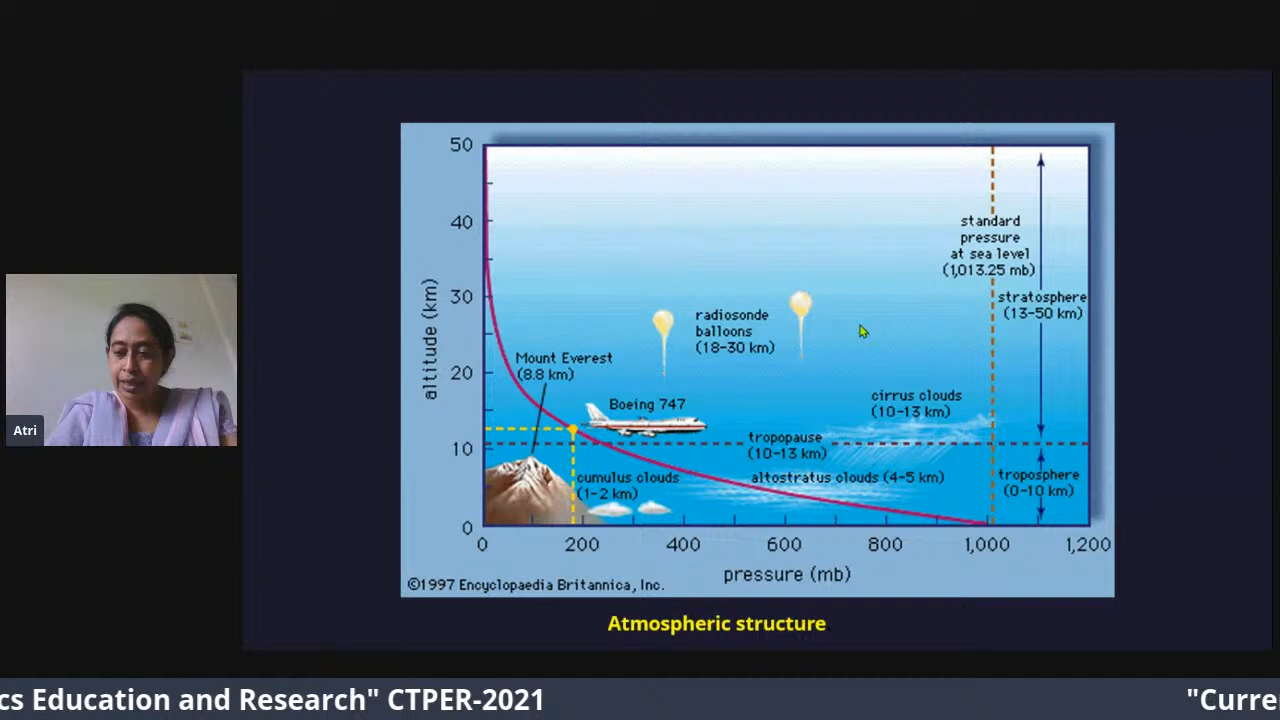 50
40
30
20
10
0
altitude (km)
0
200
400
600
800
1,000
1,200
pressure (mb)
standard
pressure
at sea level
(1,013.25 mb)
stratosphere
(13-50 km)
radiosonde
balloons
(18-30 km)
Mount Everest
(8.8 km)
Boeing 747
cirrus clouds
(10-13 km)
tropopause
(10-13 km)
cumulus clouds
(1-2 km)
altostratus clouds (4-5 km)
troposphere
(0-10 km)
©1997 Encyclopaedia Britannica, Inc.
Atmospheric structure.
Atri
cs Education and Research" CTPER-2021
"Curre